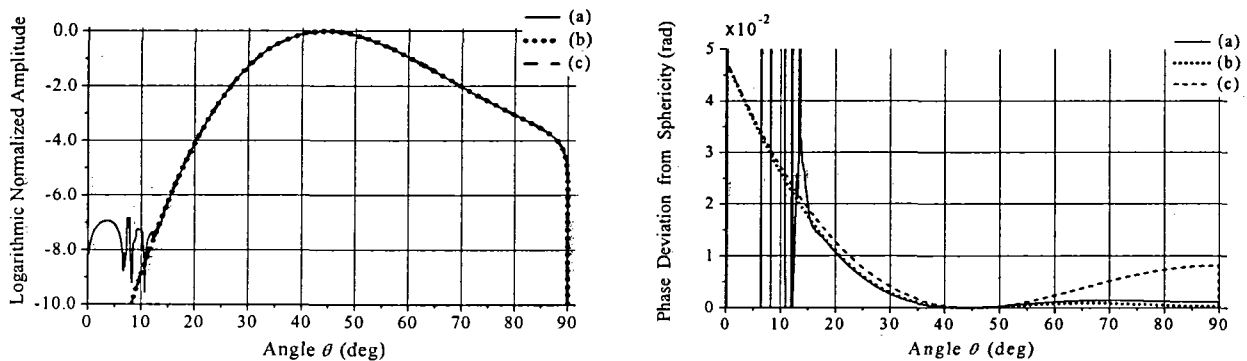 Logarithmic Normalized Amplitude
0.0
-2.0
-4.0
-6.0
-8.0
-10.0
0 10 20 30 40 50 60 70 80 90
Angle θ (deg)
(a)
(b)
(c)
Phase Deviation from Sphericity (rad)
×10⁻²
5
4
3
2
1
0
0 10 20 30 40 50 60 70 80 90
Angle θ (deg)
(a)
(b)
(c)